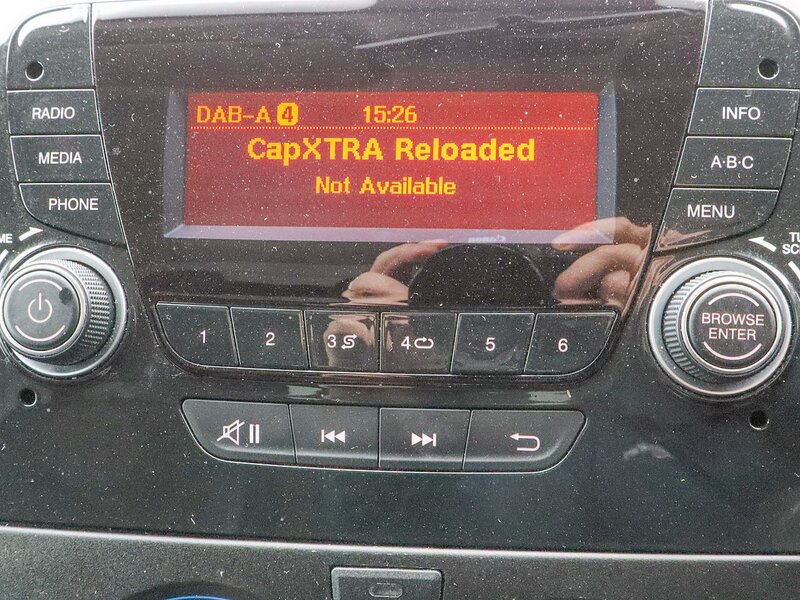 DAB-A 4 15:26
CapXTRA Reloaded
Not Available
RADIO
MEDIA
PHONE
INFO
A·B·C
MENU
1
2
3
4
5
6
BROWSE
ENTER